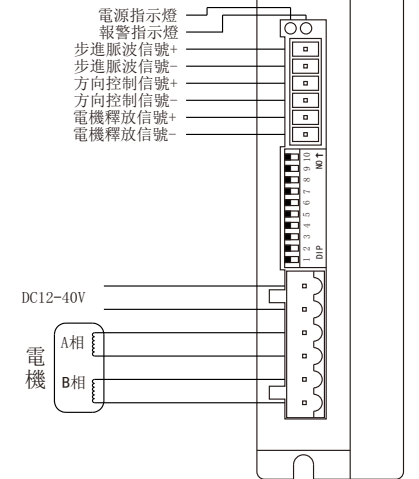 電源指示燈
報警指示燈
步進脈波信號+
步進脈波信號-
方向控制信號+
方向控制信號-
電機釋放信號+
電機釋放信號-
1 2 3 4 5 6 7 8 9 10
DIP
NO↑
DC12-40V
電機
A相
B相